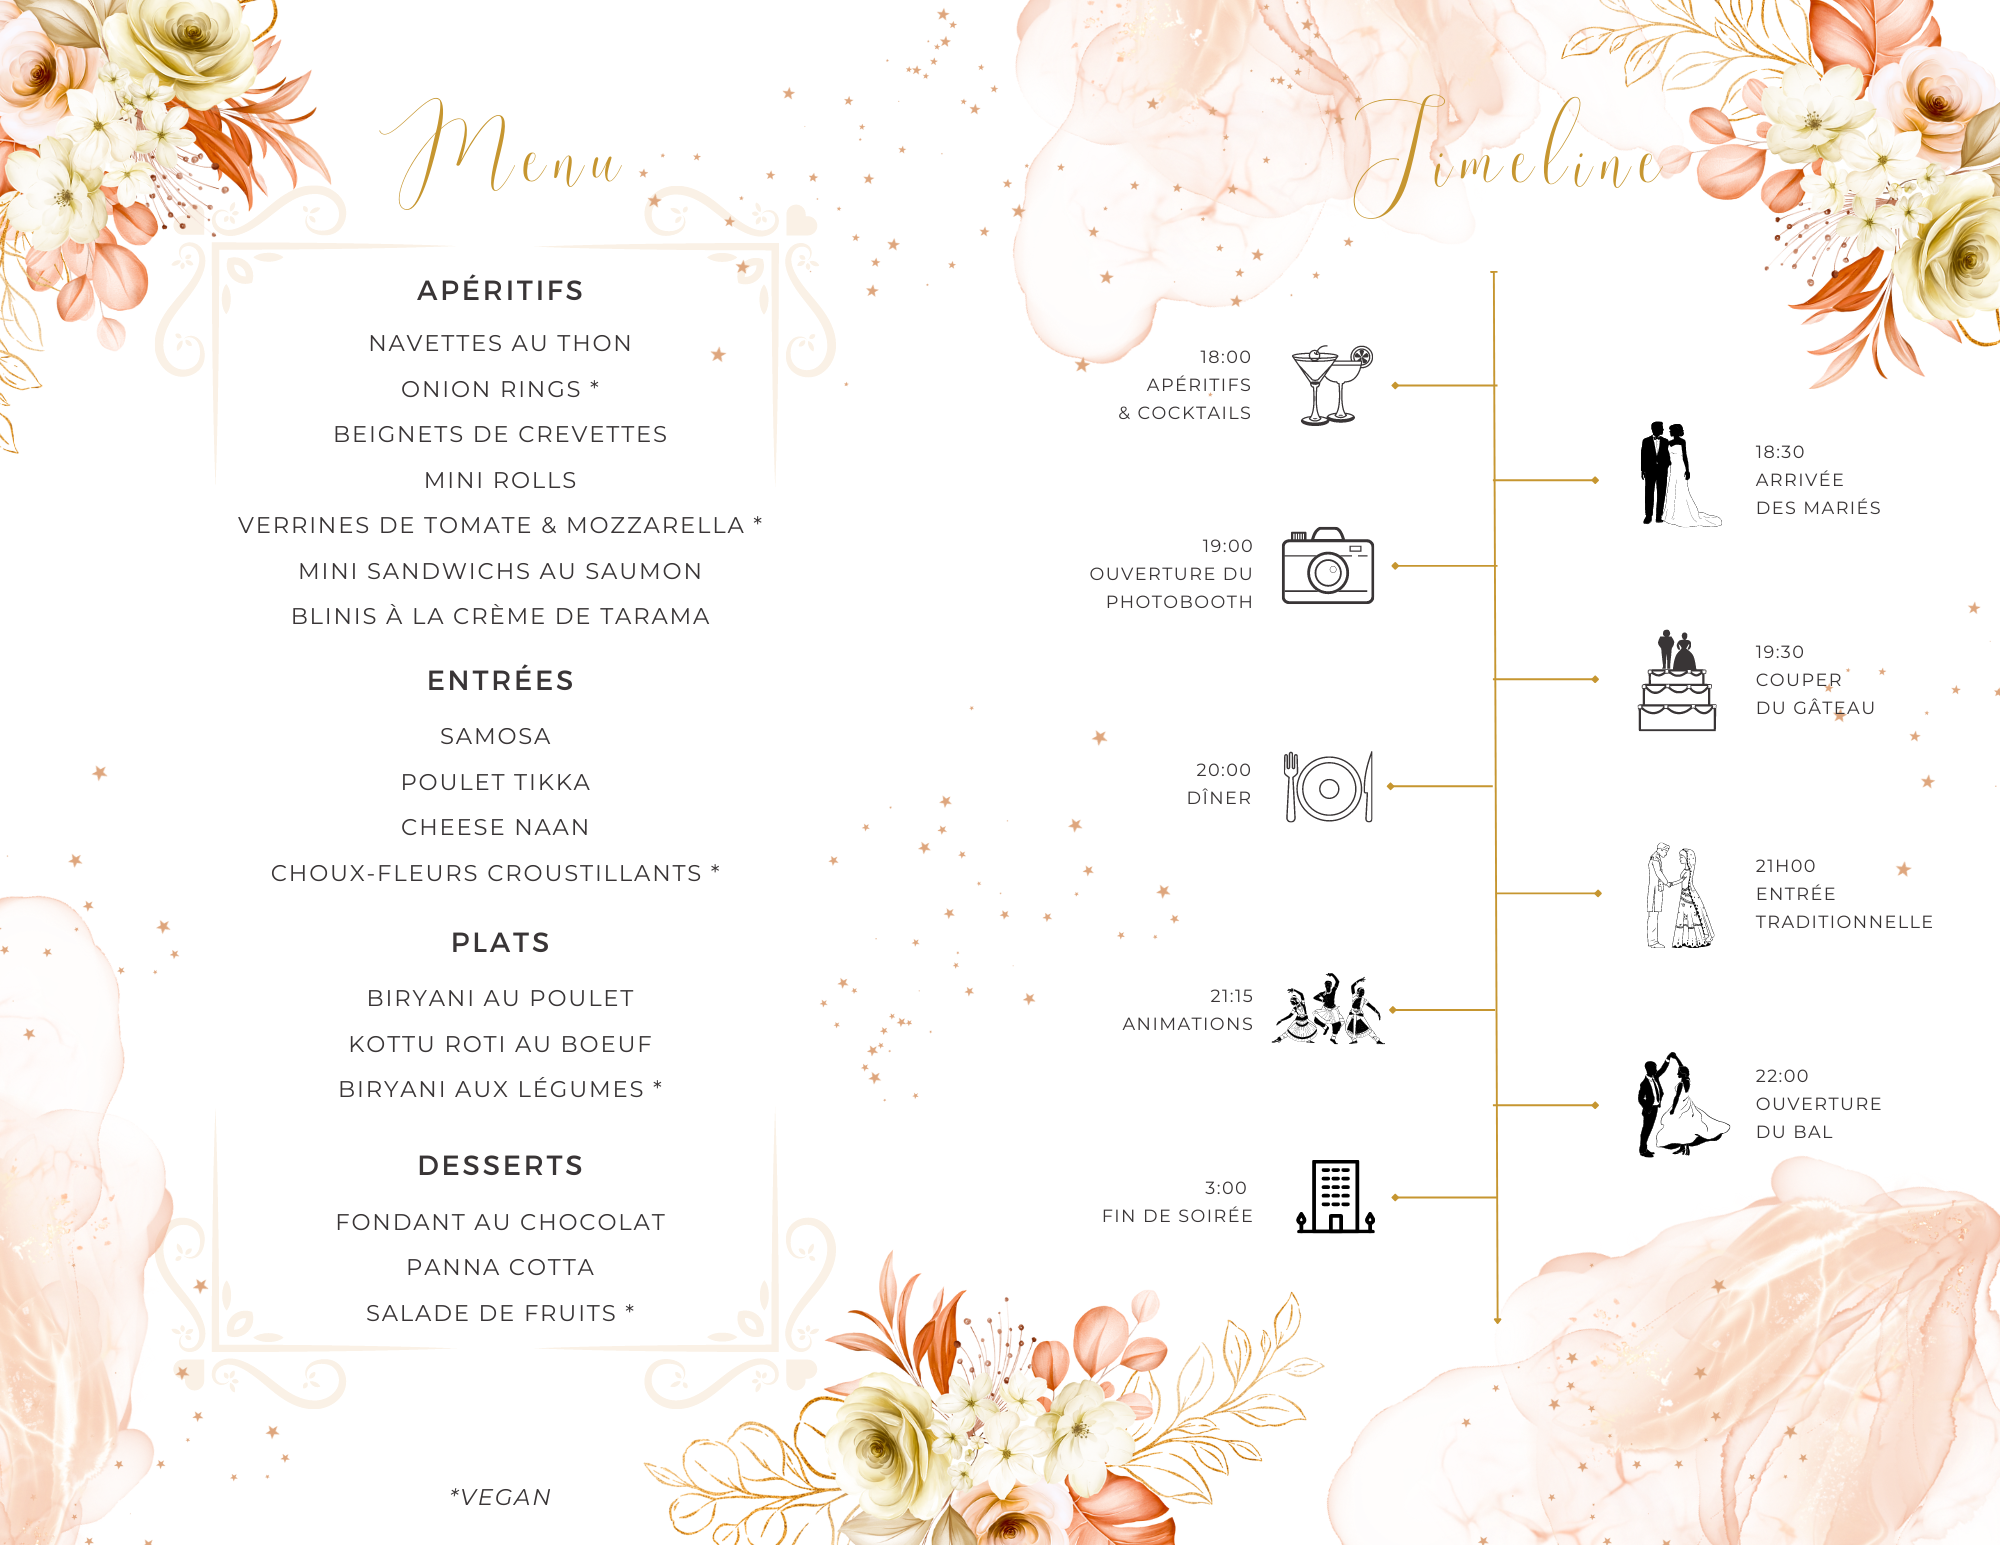 Menu
APÉRITIFS
NAVETTES AU THON
ONION RINGS *
BEIGNETS DE CREVETTES
MINI ROLLS
VERRINES DE TOMATE & MOZZARELLA *
MINI SANDWICHS AU SAUMON
BLINIS À LA CRÈME DE TARAMA
ENTRÉES
SAMOSA
POULET TIKKA
CHEESE NAAN
CHOUX-FLEURS CROUSTILLANTS *
PLATS
BIRYANI AU POULET
KOTTU ROTI AU BOEUF
BIRYANI AUX LÉGUMES *
DESSERTS
FONDANT AU CHOCOLAT
PANNA COTTA
SALADE DE FRUITS *
*VEGAN
Timeline
18:00
APÉRITIFS
& COCKTAILS
18:30
ARRIVÉE
DES MARIÉS
19:00
OUVERTURE DU
PHOTOBOOTH
19:30
COUPER
DU GÂTEAU
20:00
DÎNER
21H00
ENTRÉE
TRADITIONNELLE
21:15
ANIMATIONS
22:00
OUVERTURE
DU BAL
3:00
FIN DE SOIRÉE